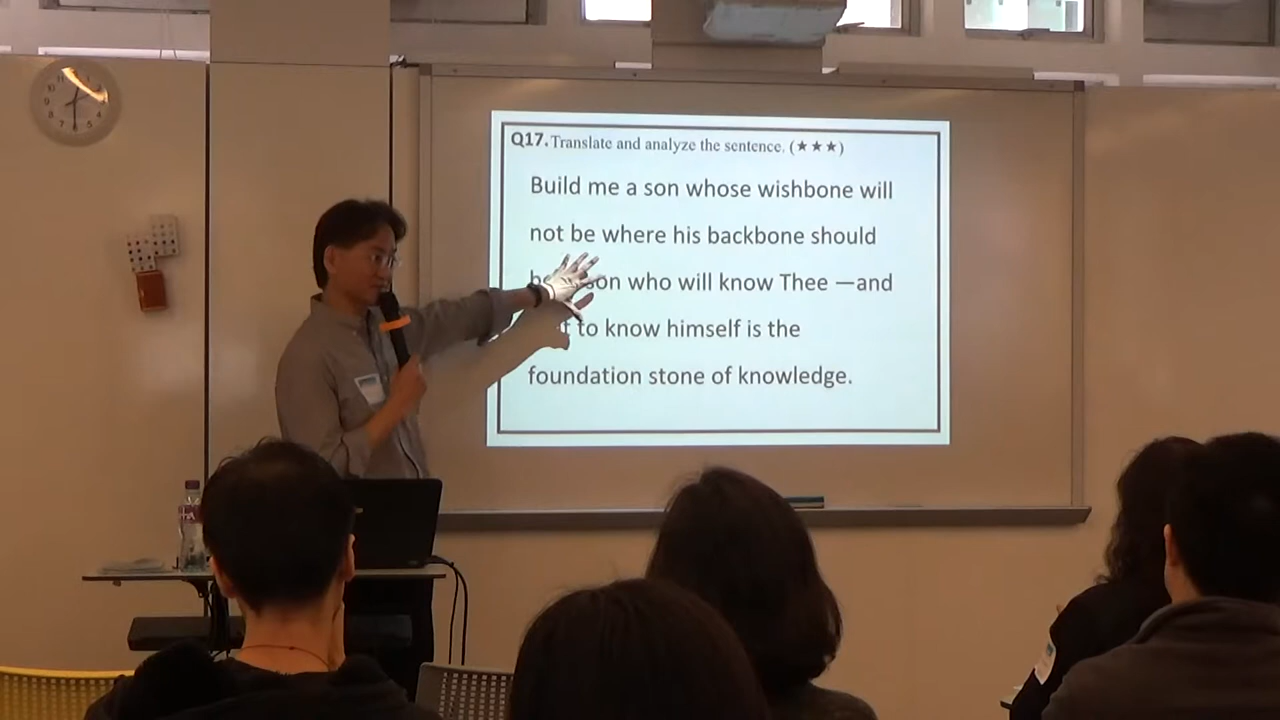 Q17. Translate and analyze the sentence. (★★★)
Build me a son whose wishbone will
not be where his backbone should
son who will know Thee —and
to know himself is the
foundation stone of knowledge.